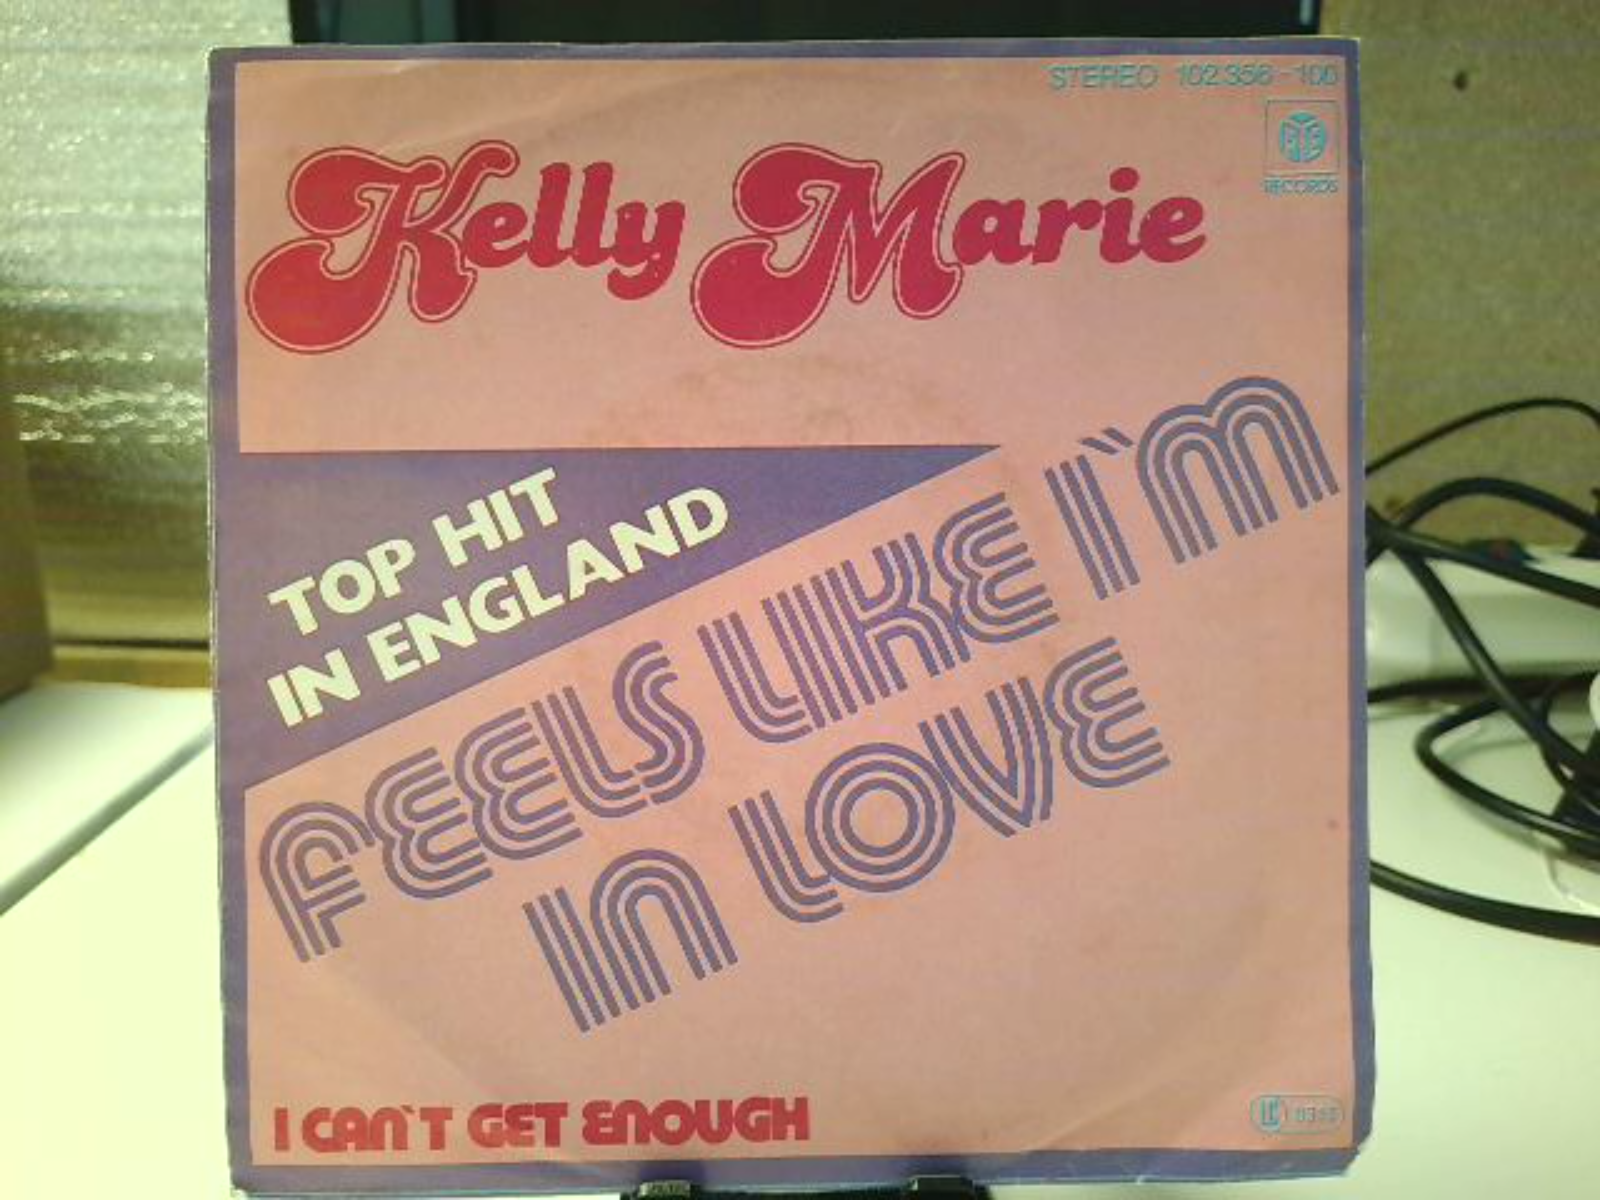 STEREO 102.356-100
PYE
RECORDS
Kelly Marie
TOP HIT
IN ENGLAND
FEELS LIKE I`M
IN LOVE
I CAN`T GET ENOUGH
LC